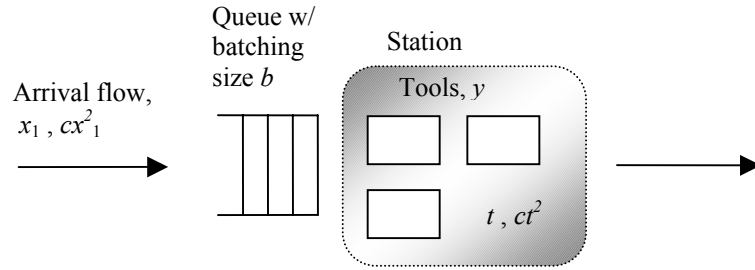 Queue w/
batching
size b
Station
Tools, y
Arrival flow,
x₁ , cx²₁
t , ct²